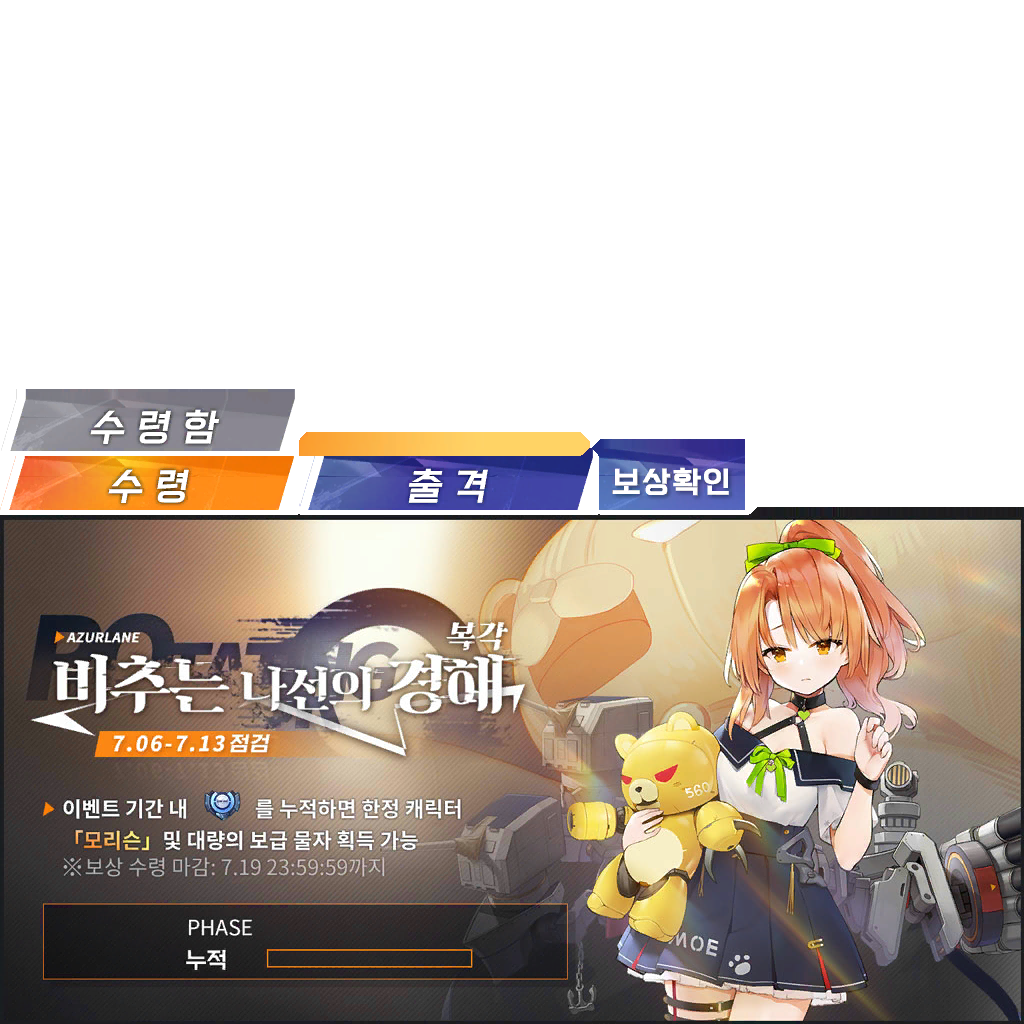 수령함
수령
출격
보상확인
ROTATING
AZURLANE
복각
비추는 나선의 경해
7.06-7.13 점검
이벤트 기간 내 를 누적하면 한정 캐릭터
「모리슨」 및 대량의 보급 물자 획득 가능
※보상 수령 마감: 7.19 23:59:59까지
PHASE
누적
560
MOE